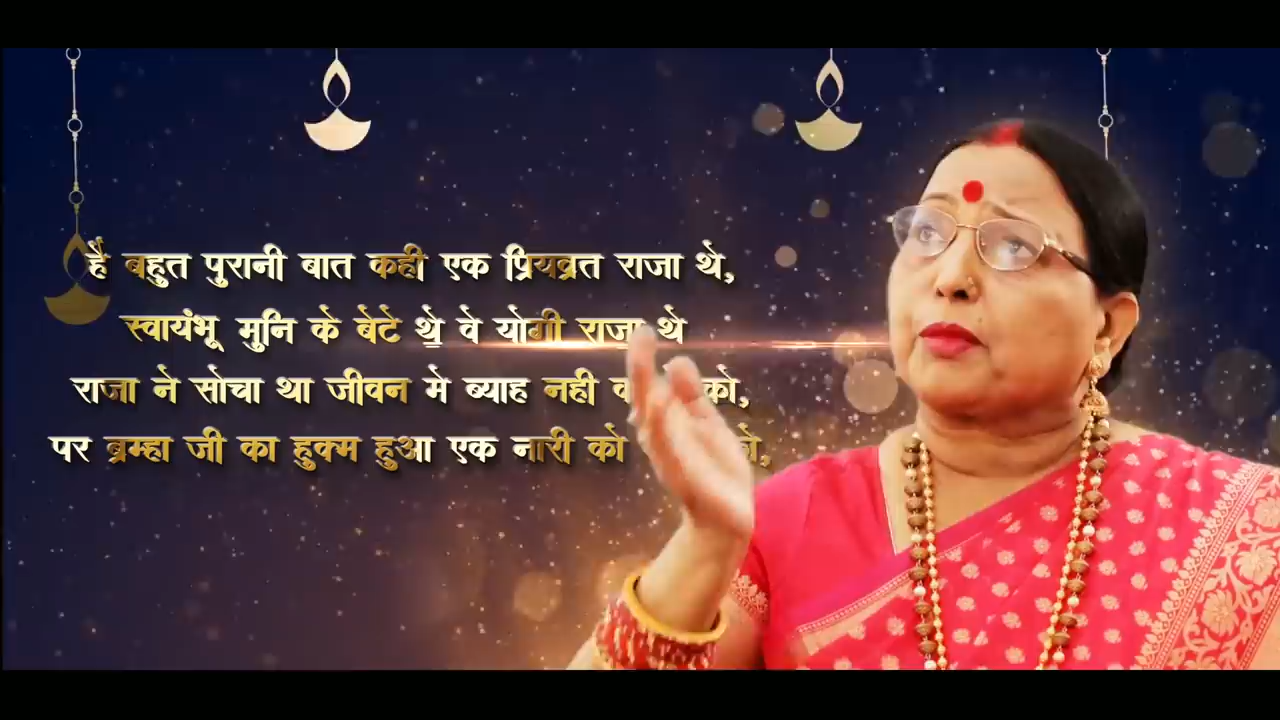 है बहुत पुरानी बात कही एक प्रियव्रत राजा थे,
स्वायंभू मुनि के बेटे थे वे योगी राजा थे
राजा ने सोचा था जीवन मे ब्याह नही को,
पर ब्रम्हा जी का हुक्म हुआ एक नारी को